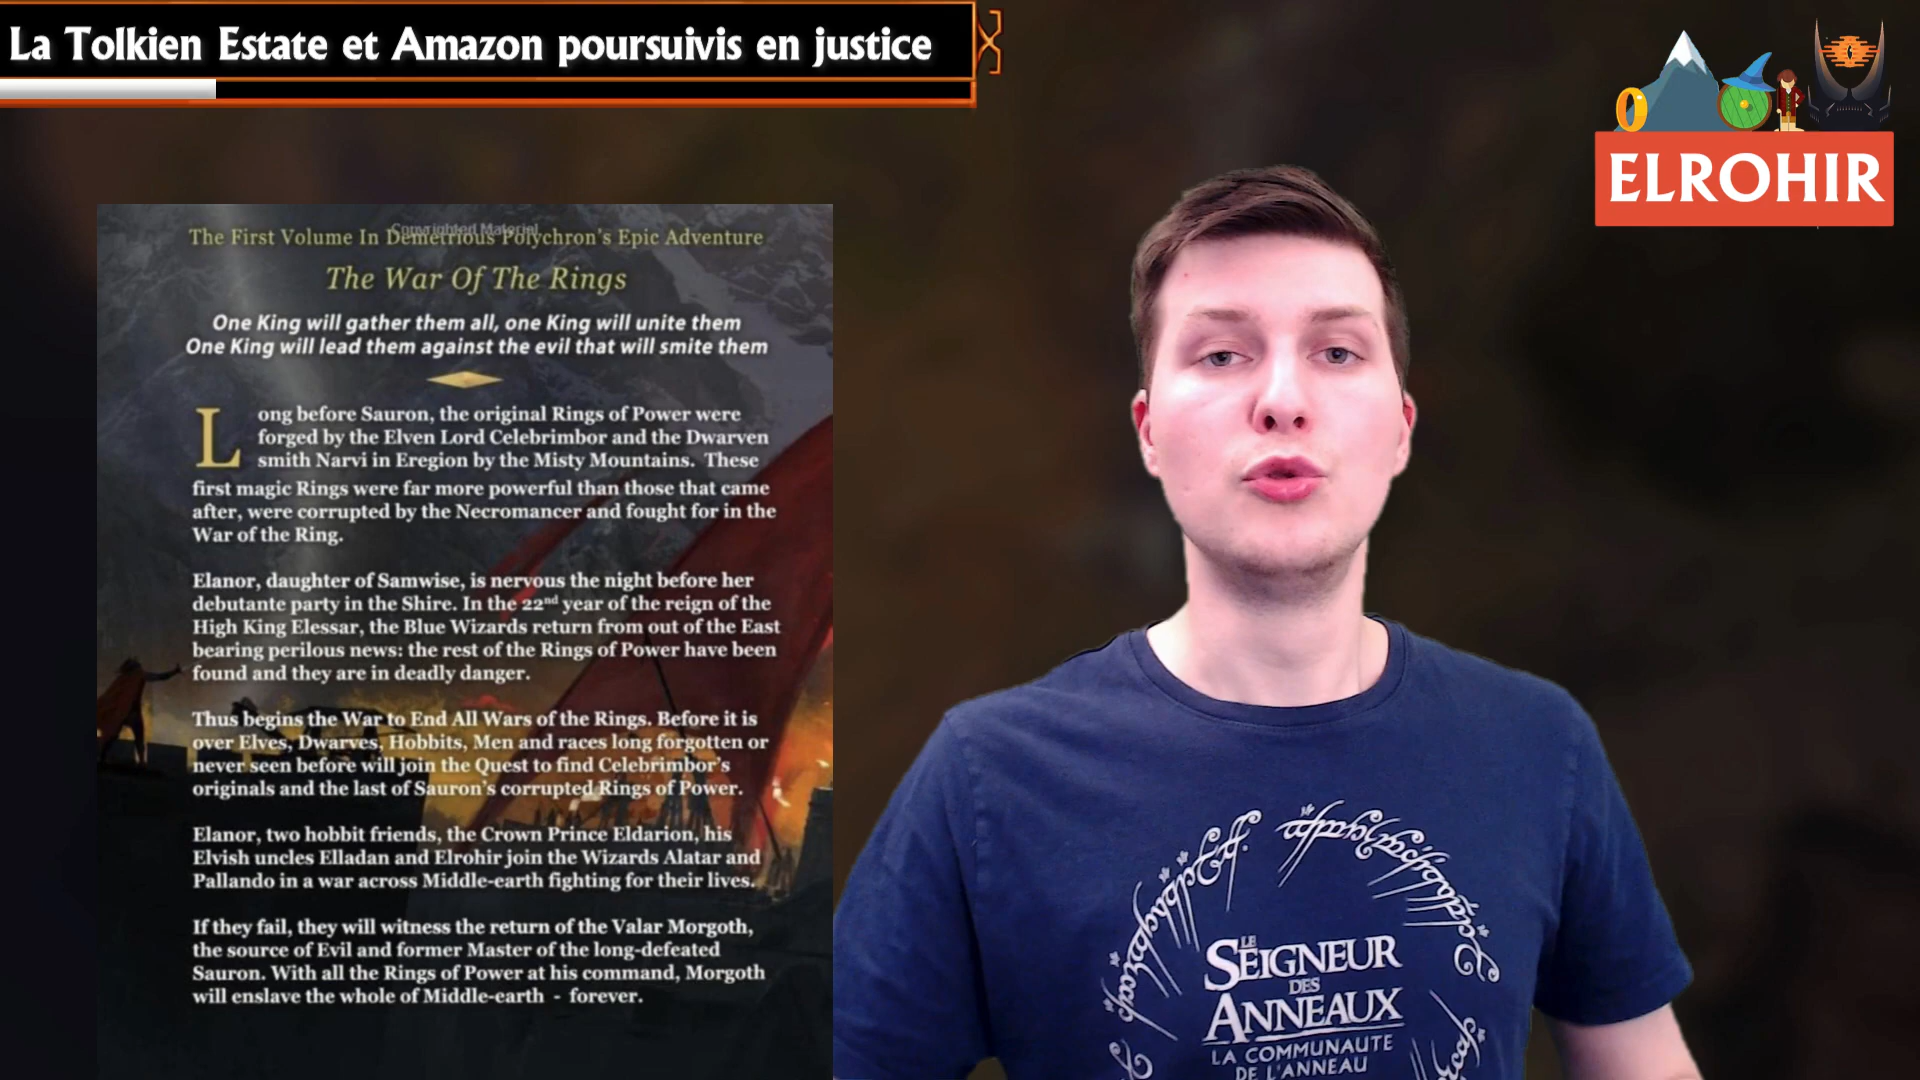 La Tolkien Estate et Amazon poursuivis en justice
ELROHIR
Copyrighted Material
The First Volume In Demetrious Polychron's Epic Adventure
The War Of The Rings
One King will gather them all, one King will unite them
One King will lead them against the evil that will smite them
Long before Sauron, the original Rings of Power were
forged by the Elven Lord Celebrimbor and the Dwarven
smith Narvi in Eregion by the Misty Mountains. These
first magic Rings were far more powerful than those that came
after, were corrupted by the Necromancer and fought for in the
War of the Ring.
Elanor, daughter of Samwise, is nervous the night before her
debutante party in the Shire. In the 22nd year of the reign of the
High King Elessar, the Blue Wizards return from out of the East
bearing perilous news: the rest of the Rings of Power have been
found and they are in deadly danger.
Thus begins the War to End All Wars of the Rings. Before it is
over Elves, Dwarves, Hobbits, Men and races long forgotten or
never seen before will join the Quest to find Celebrimbor's
originals and the last of Sauron's corrupted Rings of Power.
Elanor, two hobbit friends, the Crown Prince Eldarion, his
Elvish uncles Elladan and Elrohir join the Wizards Alatar and
Pallando in a war across Middle-earth fighting for their lives.
If they fail, they will witness the return of the Valar Morgoth,
the source of Evil and former Master of the long-defeated
Sauron. With all the Rings of Power at his command, Morgoth
will enslave the whole of Middle-earth - forever.
LE
SEIGNEUR
DES
ANNEAUX
LA COMMUNAUTE
DE L'ANNEAU